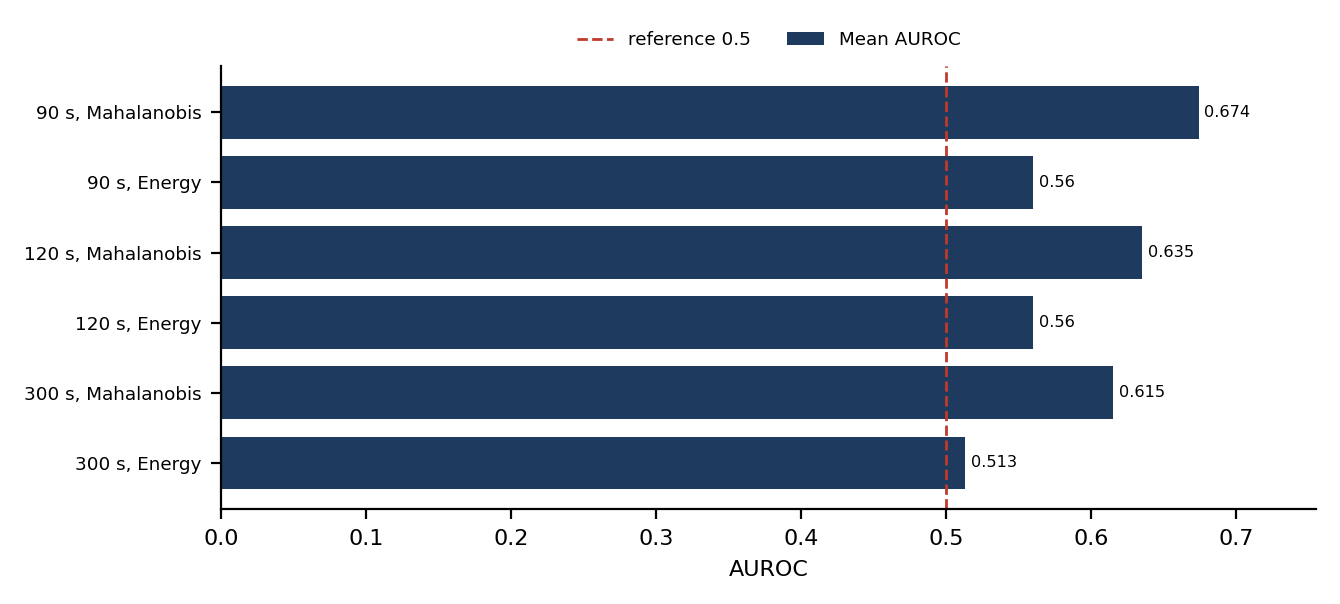 reference 0.5
Mean AUROC
90 s, Mahalanobis
0.674
90 s, Energy
0.56
120 s, Mahalanobis
0.635
120 s, Energy
0.56
300 s, Mahalanobis
0.615
300 s, Energy
0.513
0.0 0.1 0.2 0.3 0.4 0.5 0.6 0.7
AUROC